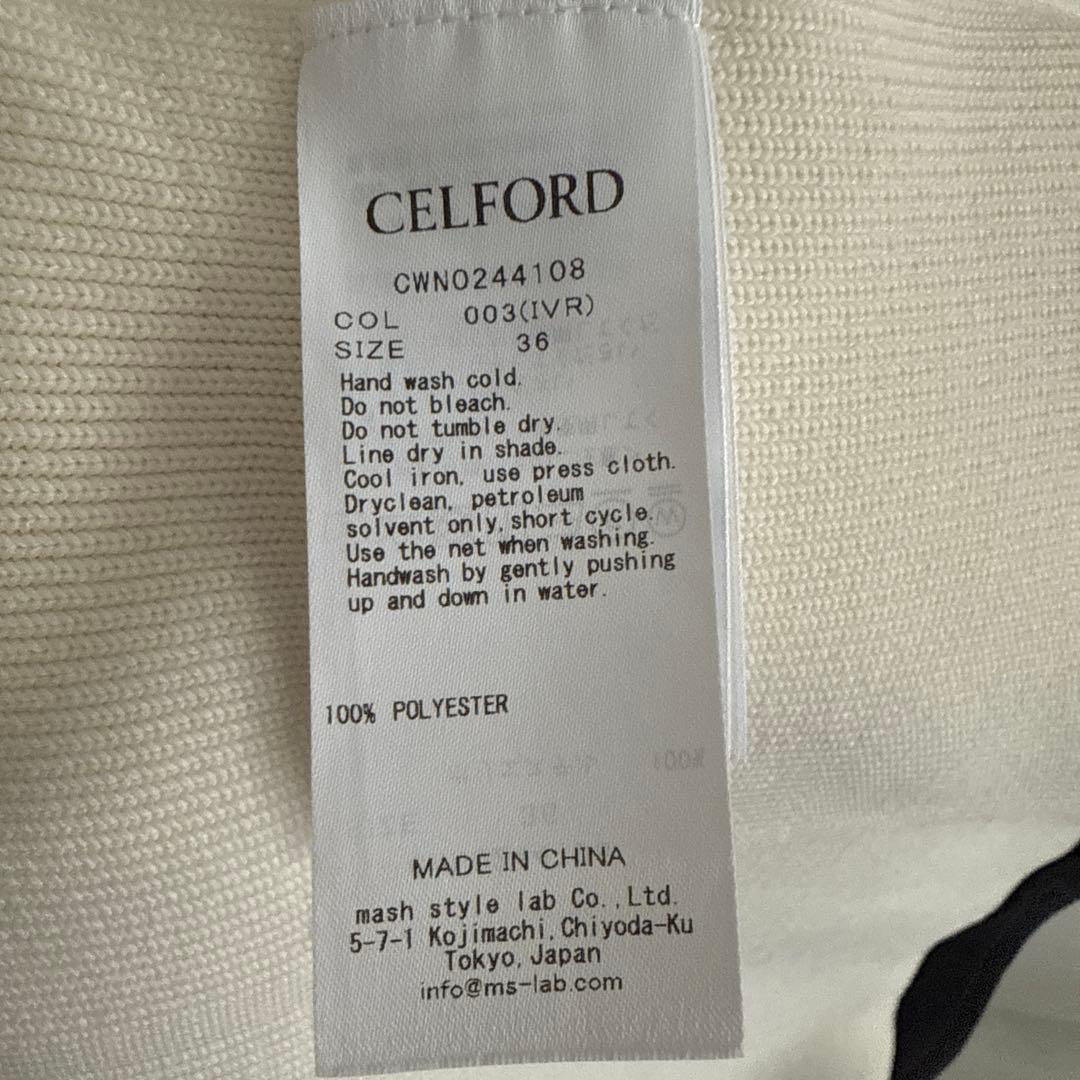 CELFORD
CWNO244108
COL 003(IVR)
SIZE 36
Hand wash cold.
Do not bleach.
Do not tumble dry.
Line dry in shade.
Cool iron, use press cloth.
Dryclean, petroleum
solvent only, short cycle.
Use the net when washing.
Handwash by gently pushing
up and down in water.
100% POLYESTER
MADE IN CHINA
mash style lab Co.,Ltd.
5-7-1 Kojimachi,Chiyoda-Ku
Tokyo,Japan
info@ms-lab.com